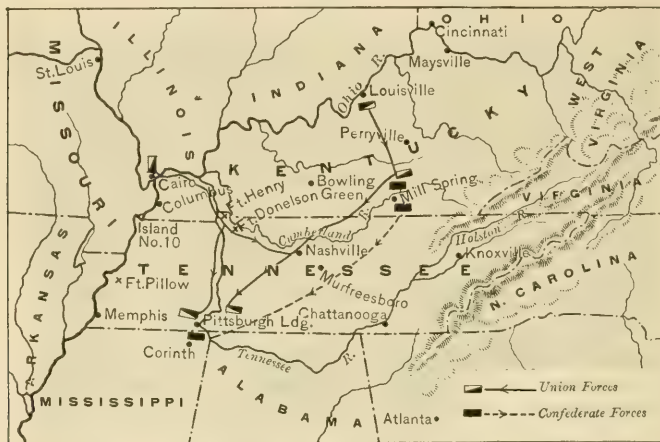 OHIO
Cincinnati
Maysville
ILLINOIS
INDIANA
St. Louis
MISSOURI
Ohio R.
Louisville
WEST
VIRGINIA
Perryville
KENTUCKY
Cairo
Columbus
Ft. Henry
Ft. Donelson
Bowling
Green
Mill Spring
VIRGINIA
Island
No. 10
Cumberland
R.
Holston R.
Nashville
Knoxville
TENNESSEE
Ft. Pillow
Murfreesboro
N. CAROLINA
ARKANSAS
Memphis
Pittsburgh Ldg.
Chattanooga
Corinth
Tennessee
R.
MISSISSIPPI
ALABAMA
Atlanta
Union Forces
Confederate Forces